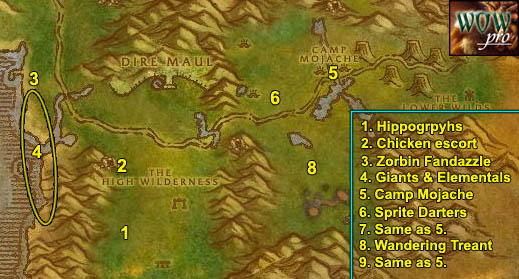 WOW
pro
DIRE MAUL
CAMP
MOJACHE
3
5
6
THE
LOWER WILDS
4
2
THE
HIGH WILDERNESS
8
1
1. Hippogrpyhs
2. Chicken escort
3. Zorbin Fandazzle
4. Giants & Elementals
5. Camp Mojache
6. Sprite Darters
7. Same as 5.
8. Wandering Treant
9. Same as 5.